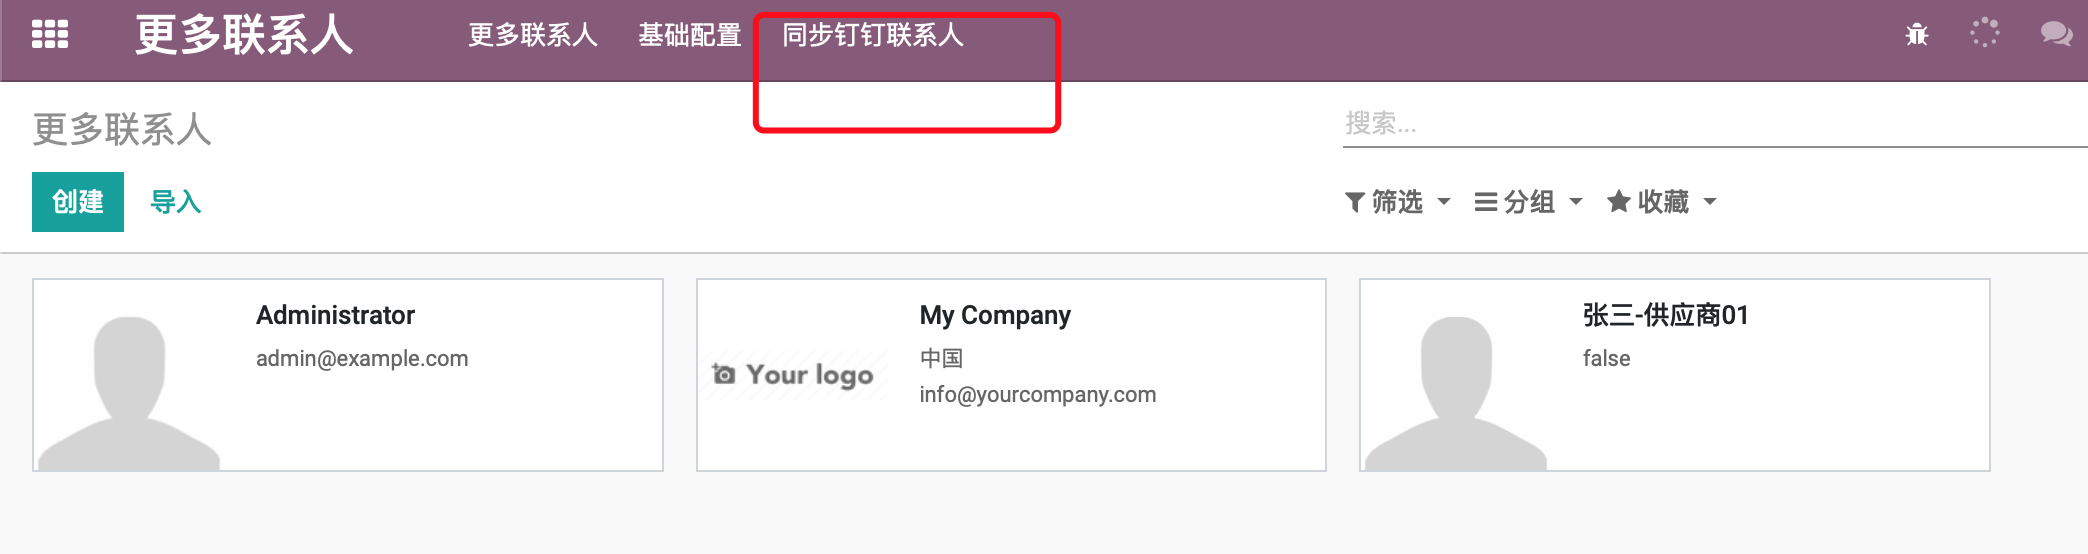 更多联系人 更多联系人 基础配置 同步钉钉联系人
更多联系人
搜索...
创建 导入
筛选 分组 收藏
Administrator
admin@example.com
Your logo
My Company
中国
info@yourcompany.com
张三-供应商01
false